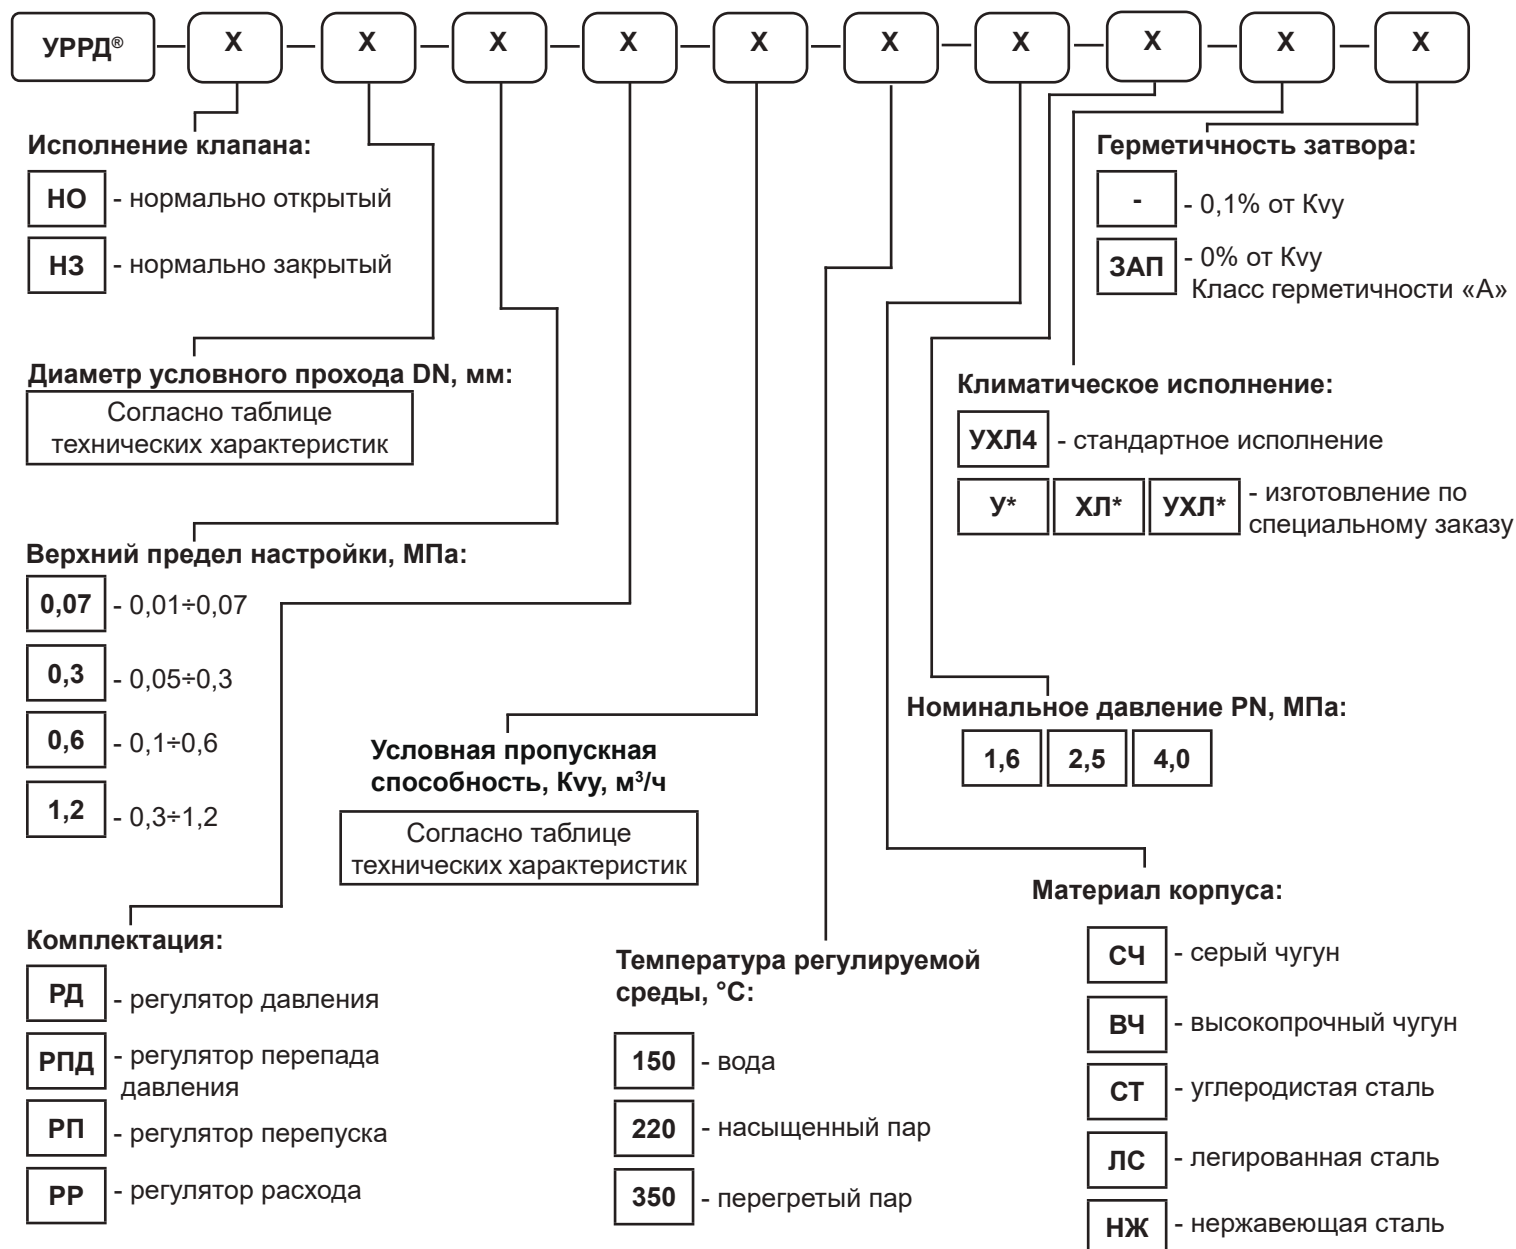 УРРД® – X – X – X – X – X – X – X – X – X – X
Исполнение клапана:
НО - нормально открытый
НЗ - нормально закрытый
Диаметр условного прохода DN, мм:
Согласно таблице
технических характеристик
Верхний предел настройки, МПа:
0,07 - 0,01÷0,07
0,3 - 0,05÷0,3
0,6 - 0,1÷0,6
1,2 - 0,3÷1,2
Комплектация:
РД - регулятор давления
РПД - регулятор перепада
давления
РП - регулятор перепуска
РР - регулятор расхода
Условная пропускная
способность, Kvy, м³/ч
Согласно таблице
технических характеристик
Температура регулируемой
среды, °С:
150 - вода
220 - насыщенный пар
350 - перегретый пар
Материал корпуса:
СЧ - серый чугун
ВЧ - высокопрочный чугун
СТ - углеродистая сталь
ЛС - легированная сталь
НЖ - нержавеющая сталь
Номинальное давление PN, МПа:
1,6 2,5 4,0
Климатическое исполнение:
УХЛ4 - стандартное исполнение
У* ХЛ* УХЛ* - изготовление по
специальному заказу
Герметичность затвора:
- - 0,1% от Kvy
ЗАП - 0% от Kvy
Класс герметичности «А»